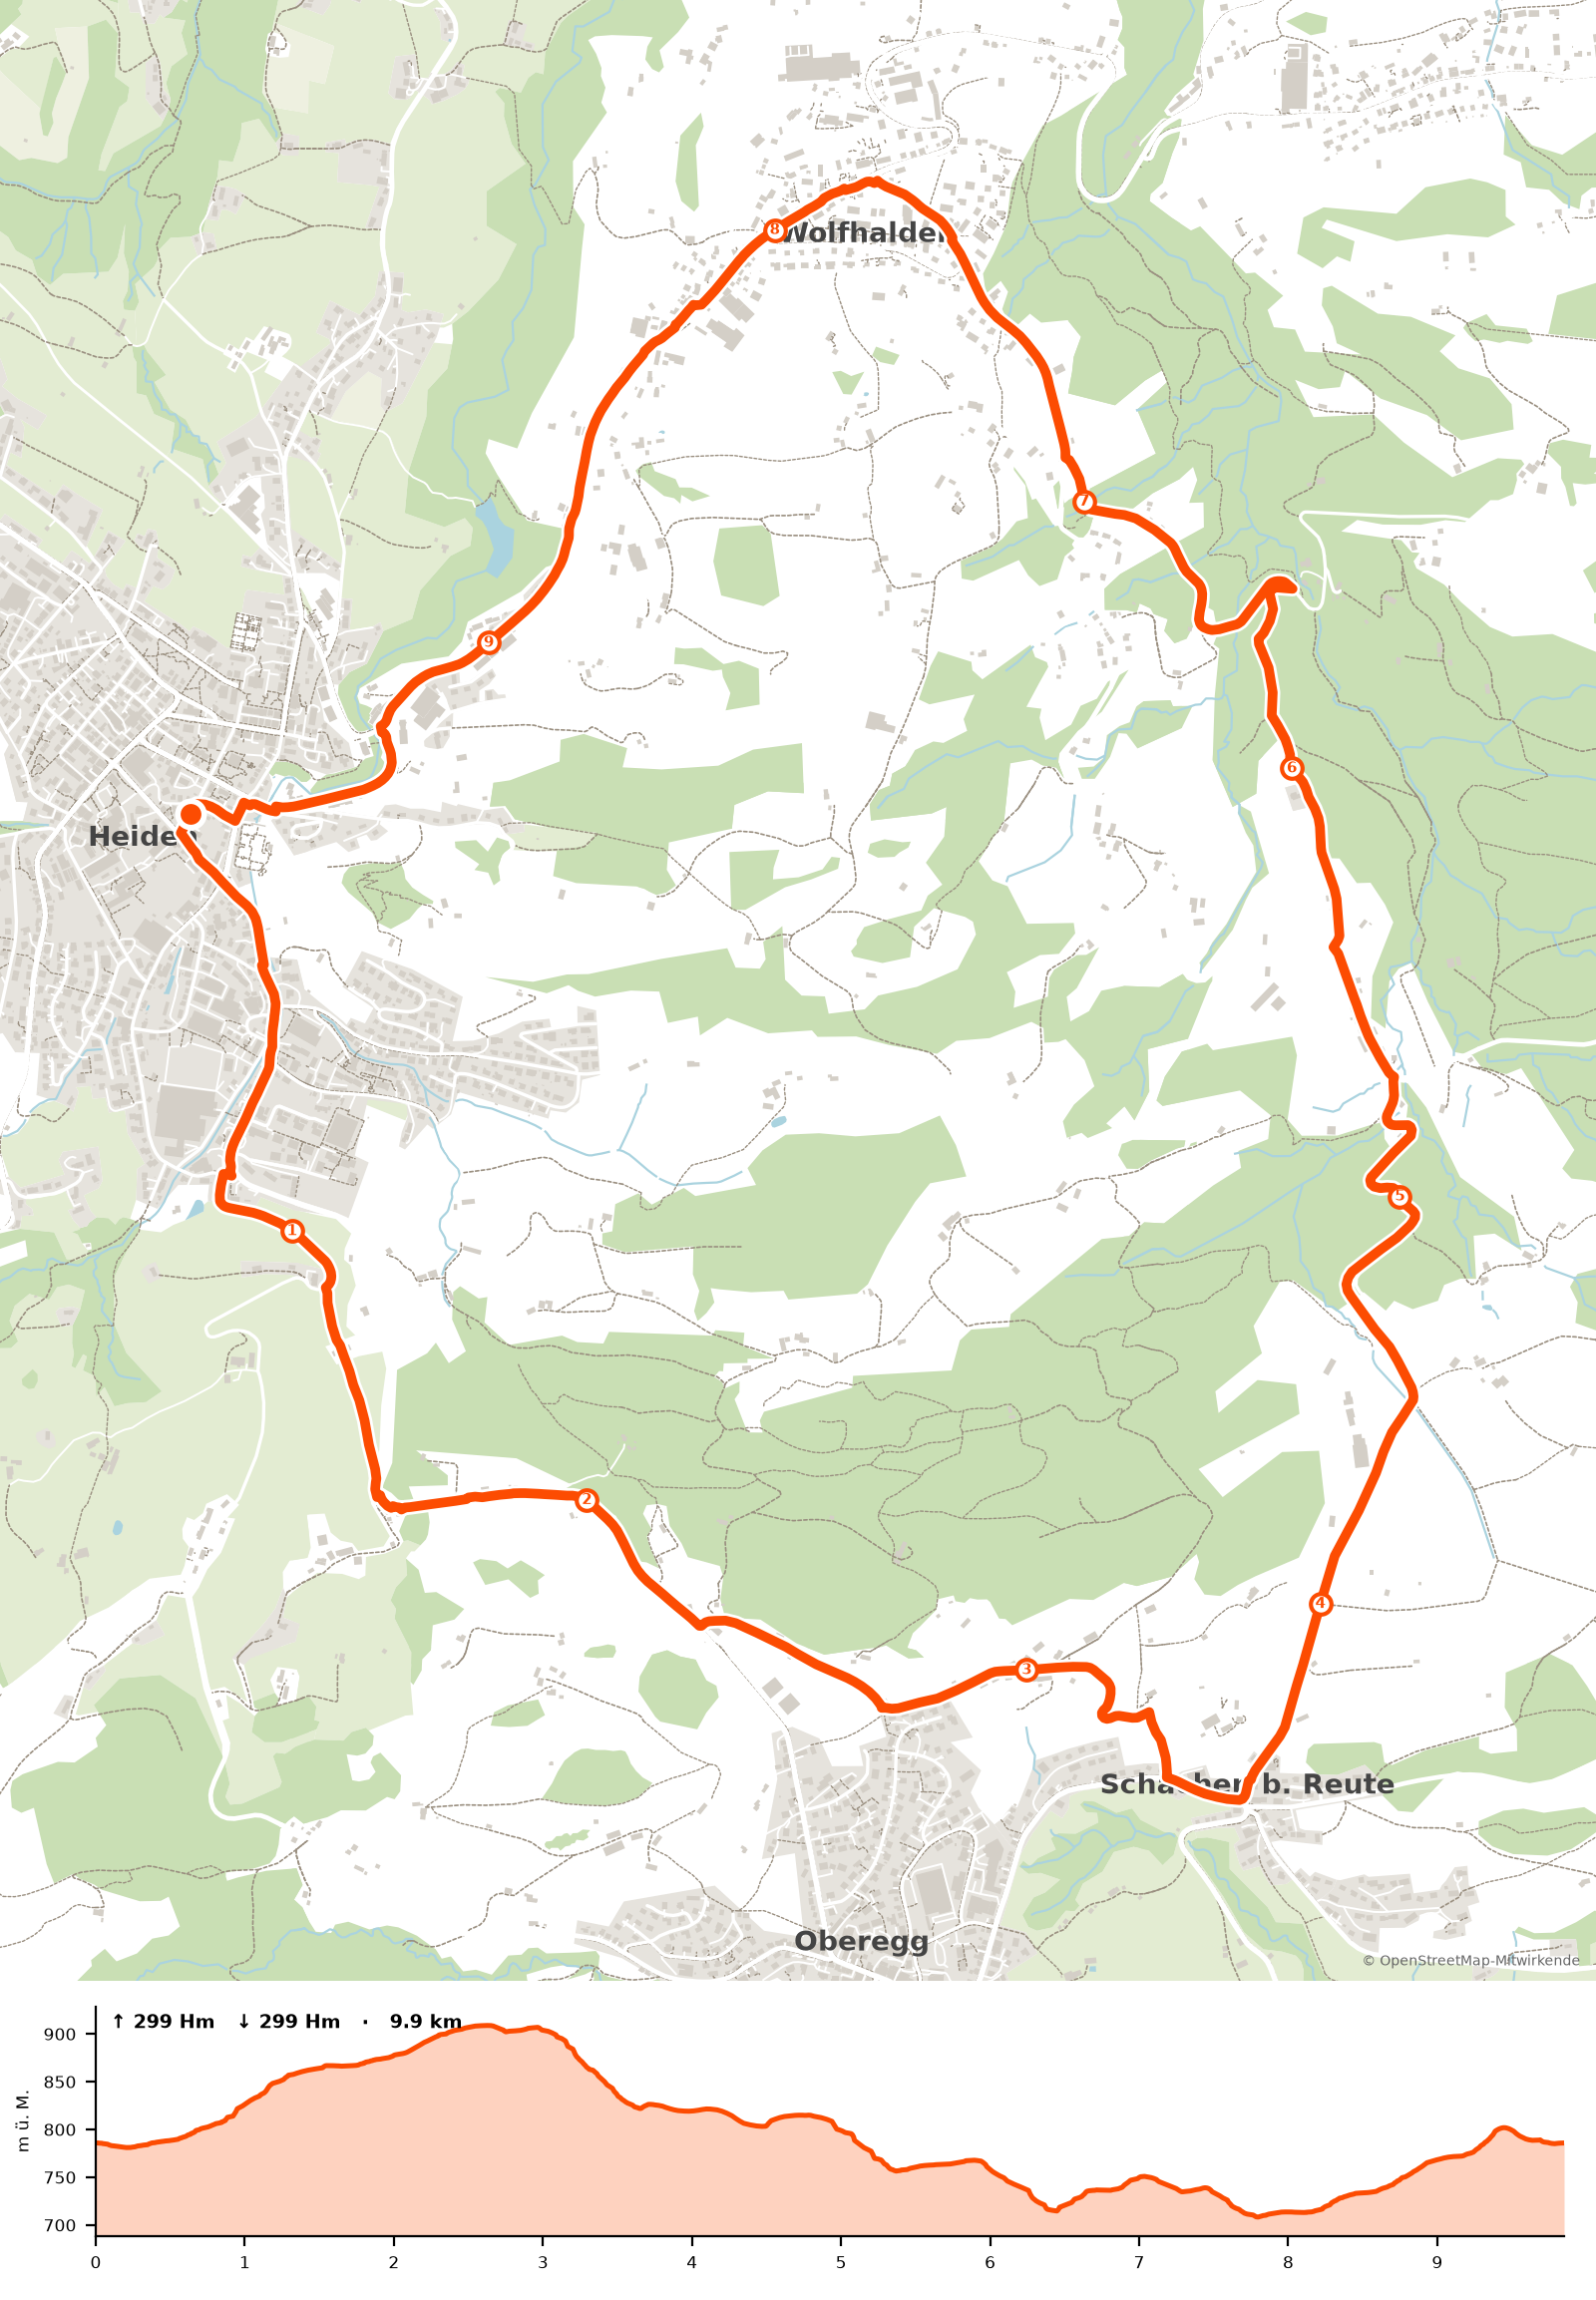 8
Wolfhalden
7
9
6
Heiden
5
1
2
4
3
Schachen b. Reute
Oberegg
© OpenStreetMap-Mitwirkende
↑ 299 Hm ↓ 299 Hm · 9.9 km
900
850
800
750
700
m ü. M.
0 1 2 3 4 5 6 7 8 9